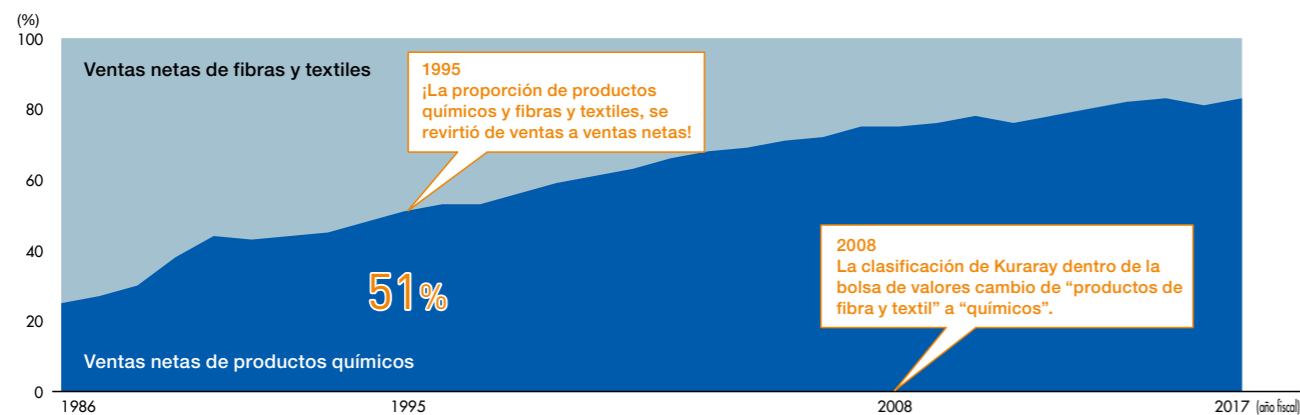 (%)
100
80
60
40
20
0
Ventas netas de fibras y textiles
1995
¡La proporción de productos
químicos y fibras y textiles, se
revirtió de ventas a ventas netas!
51%
2008
La clasificación de Kuraray dentro de la
bolsa de valores cambio de “productos de
fibra y textil” a “químicos”.
Ventas netas de productos químicos
1986
1995
2008
2017 (año fiscal)